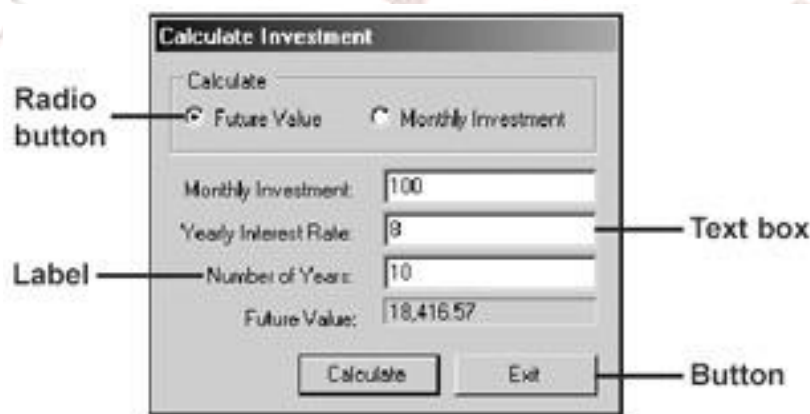 Calculate Investment
Calculate
Radio button
Future Value
Monthly Investment
Monthly Investment:
100
Yearly Interest Rate:
8
Text box
Label
Number of Years:
10
Future Value:
18,416.57
Calculate
Exit
Button